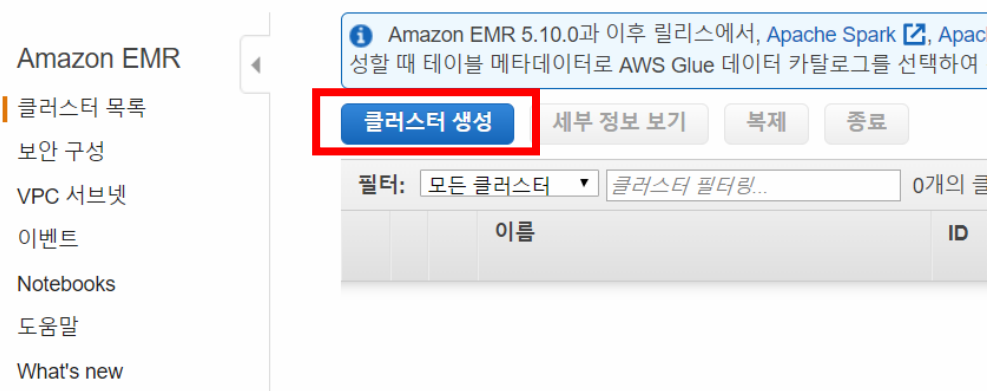 Amazon EMR
클러스터 목록
보안 구성
VPC 서브넷
이벤트
Notebooks
도움말
What's new
Amazon EMR 5.10.0과 이후 릴리스에서, Apache Spark , Apac
성할 때 테이블 메타데이터로 AWS Glue 데이터 카탈로그를 선택하여
클러스터 생성 세부 정보 보기 복제 종료
필터: 모든 클러스터 클러스터 필터링... 0개의 클
이름 ID